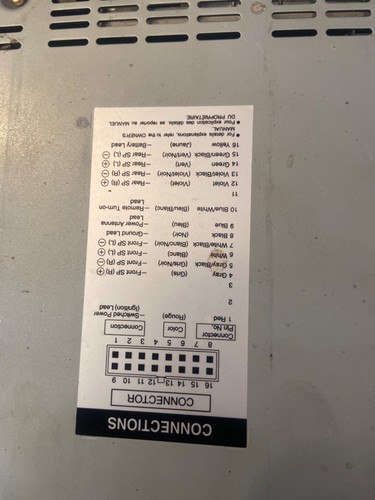 CONNECTIONS
CONNECTOR
16 15 14 13 12 11 10 9
8 7 6 5 4 3 2 1
Connector Pin No. Color Connection
1 Red (Rouge) –Switched Power
(Ignition) Lead
2
3
4 Gray (Gris) –Front SP (R) ⊕
5 Gray/Black (Gris/Noir) –Front SP (R) ⊖
6 White (Blanc) –Front SP (L) ⊕
7 White/Black (Blanc/Noir) –Front SP (L) ⊖
8 Black (Noir) –Ground Lead
9 Blue (Bleu) –Power Antenna
Lead
10 Blue/White (Bleu/Blanc) –Remote Turn-on
Lead
11
12 Violet (Violet) –Rear SP (R) ⊕
13 Violet/Black (Violet/Noir) –Rear SP (R) ⊖
14 Green (Vert) –Rear SP (L) ⊕
15 Green/Black (Vert/Noir) –Rear SP (L) ⊖
16 Yellow (Jaune) –Battery Lead
● For details explanations, refer to the OWNERS
MANUAL.
● Pour explication des détails, se reporter au MANUEL
DU PROPRIETAIRE.